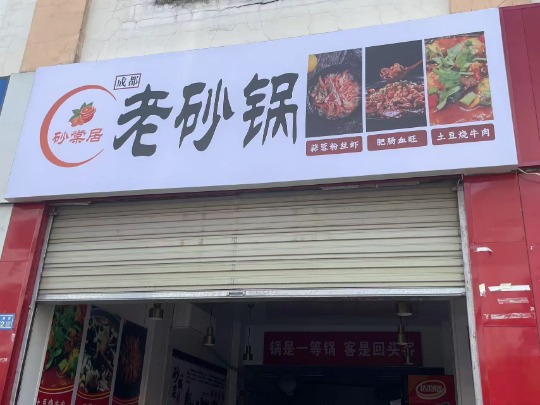 成都
老砂锅
砂棠居
蒜蓉粉丝虾
肥肠血旺
土豆烧牛肉
锅是一等锅 客是回头客